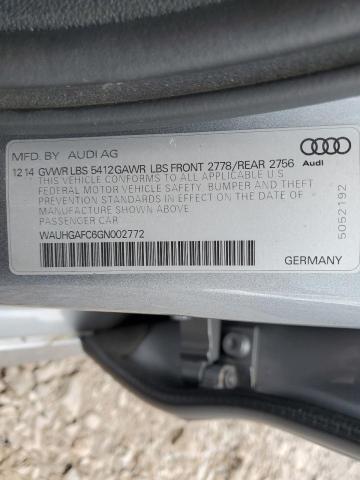 MFD. BY AUDI AG
12 14 GVWR LBS 5412 GAWR LBS FRONT 2778/REAR 2756
THIS VEHICLE CONFORMS TO ALL APPLICABLE U.S
FEDERAL MOTOR VEHICLE SAFETY, BUMPER AND THEFT
PREVENTION STANDARDS IN EFFECT ON THE
DATE OF MANUFACTURE SHOWN ABOVE
PASSENGER CAR
WAUHGAFC6GN002772
GERMANY
Audi
5052192